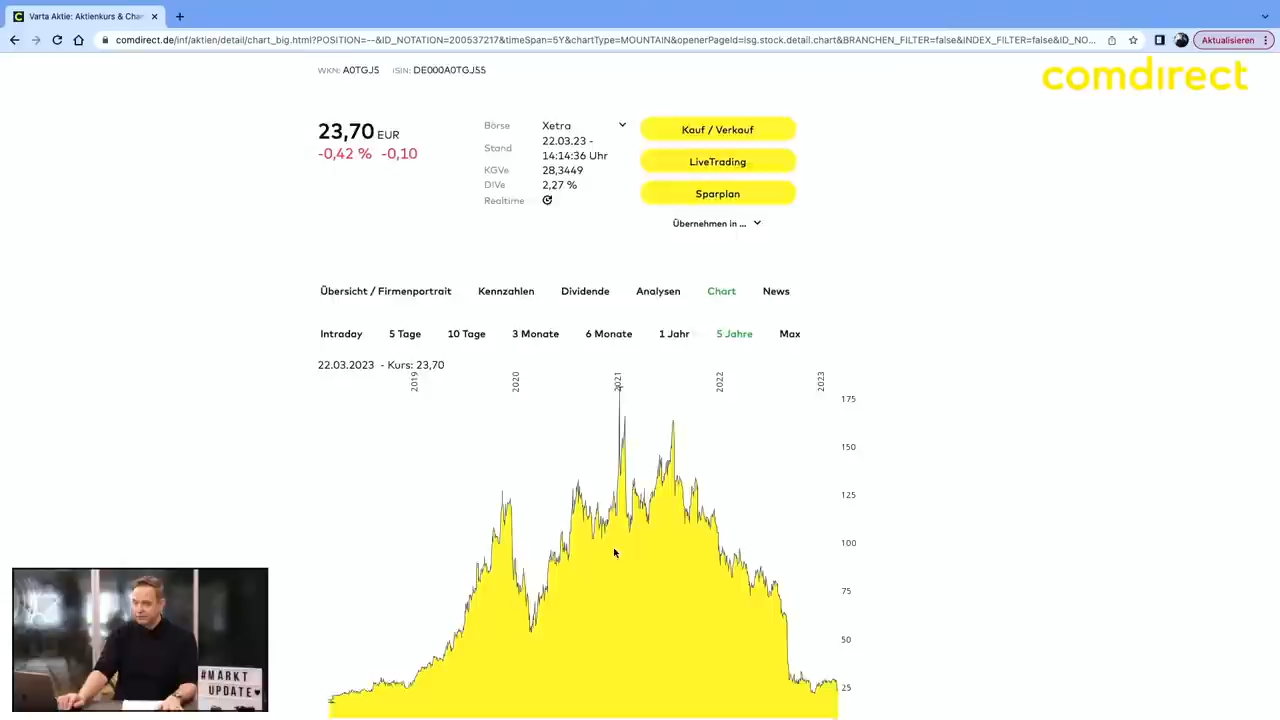 Varta Aktie: Aktienkurs & Char
comdirect.de/inf/aktien/detail/chart_big.html?POSITION=--&ID_NOTATION=200537217&timeSpan=5Y&chartType=MOUNTAIN&openerPageId=isg.stock.detail.chart&BRANCHEN_FILTER=false&INDEX_FILTER=false&ID_NO...
Aktualisieren
WKN: A0TGJ5 ISIN: DE000A0TGJ55
comdirect
23,70 EUR
-0,42 % -0,10
Börse Xetra
Stand 22.03.23 - 14:14:36 Uhr
KGVe 28,3449
DIVe 2,27 %
Realtime
Kauf / Verkauf
LiveTrading
Sparplan
Übernehmen in ...
Übersicht / Firmenportrait Kennzahlen Dividende Analysen Chart News
Intraday 5 Tage 10 Tage 3 Monate 6 Monate 1 Jahr 5 Jahre Max
22.03.2023 - Kurs: 23,70
2019 2020 2021 2022 2023
175
150
125
100
75
50
25
#MARKT
UPDATE